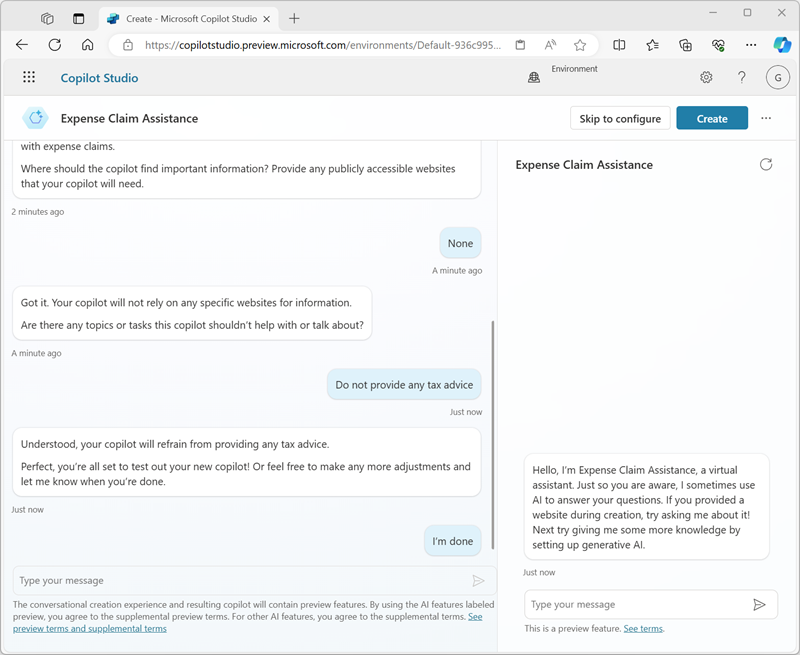 Create - Microsoft Copilot Studio
https://copilotstudio.preview.microsoft.com/environments/Default-936c995...
Copilot Studio
Environment
?
G
Expense Claim Assistance
Skip to configure
Create
with expense claims.
Where should the copilot find important information? Provide any publicly accessible websites
that your copilot will need.
2 minutes ago
None
A minute ago
Got it. Your copilot will not rely on any specific websites for information.
Are there any topics or tasks this copilot shouldn't help with or talk about?
A minute ago
Do not provide any tax advice
Just now
Understood, your copilot will refrain from providing any tax advice.
Perfect, you're all set to test out your new copilot! Or feel free to make any more adjustments and
let me know when you're done.
Just now
I'm done
Type your message
The conversational creation experience and resulting copilot will contain preview features. By using the AI features labeled
preview, you agree to the supplemental preview terms. For other AI features, you agree to the supplemental terms. See
preview terms and supplemental terms
Expense Claim Assistance
Hello, I'm Expense Claim Assistance, a virtual
assistant. Just so you are aware, I sometimes use
AI to answer your questions. If you provided a
website during creation, try asking me about it!
Next try giving me some more knowledge by
setting up generative AI.
Just now
Type your message
This is a preview feature. See terms.